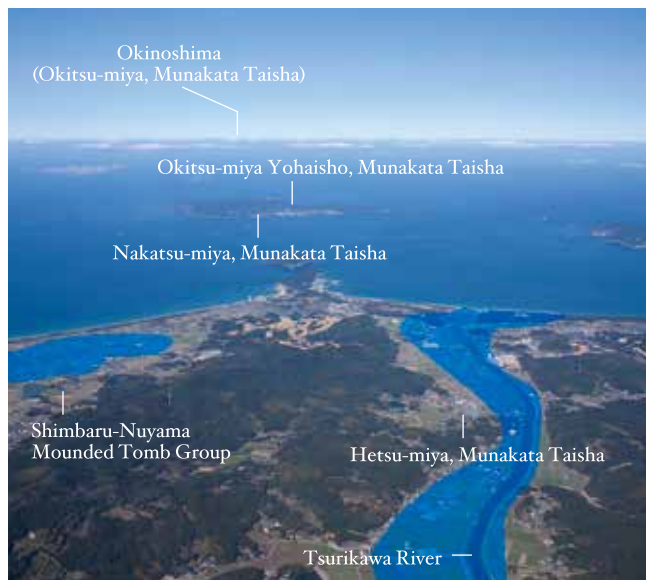 Okinoshima
(Okitsu-miya, Munakata Taisha)
Okitsu-miya Yohaisho, Munakata Taisha
Nakatsu-miya, Munakata Taisha
Shimbaru-Nuyama
Mounded Tomb Group
Hetsu-miya, Munakata Taisha
Tsurikawa River